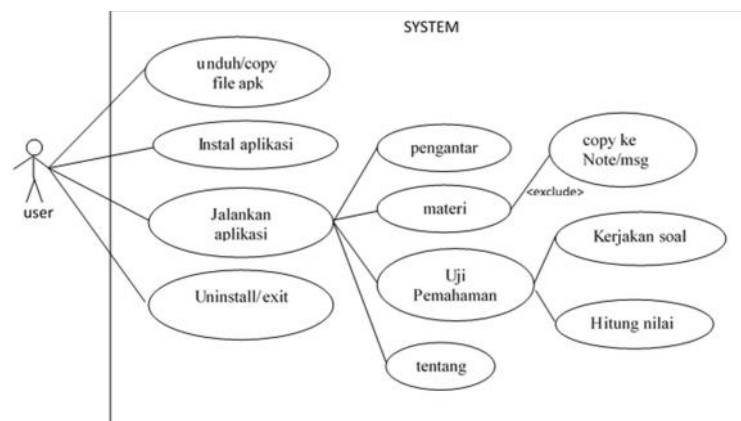 SYSTEM
unduh/copy
file apk
Instal aplikasi
Jalankan
aplikasi
Uninstall/exit
user
pengantar
materi
Uji
Pemahaman
tentang
copy ke
Note/msg
<exclude>
Kerjakan soal
Hitung nilai